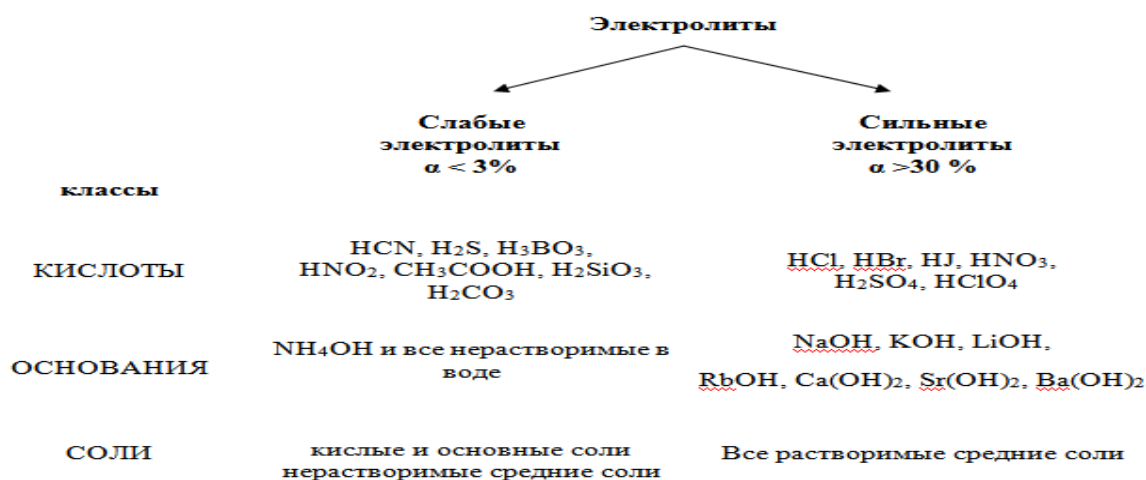 Электролиты
Слабые
электролиты
α < 3%
Сильные
электролиты
α >30 %
классы
КИСЛОТЫ
HCN, H₂S, H₃BO₃,
HNO₂, CH₃COOH, H₂SiO₃,
H₂CO₃
HCl, HBr, HJ, HNO₃,
H₂SO₄, HClO₄
ОСНОВАНИЯ
NH₄OH и все нерастворимые в
воде
NaOH, KOH, LiOH,
RbOH, Ca(OH)₂, Sr(OH)₂, Ba(OH)₂
СОЛИ
кислые и основные соли
нерастворимые средние соли
Все растворимые средние соли